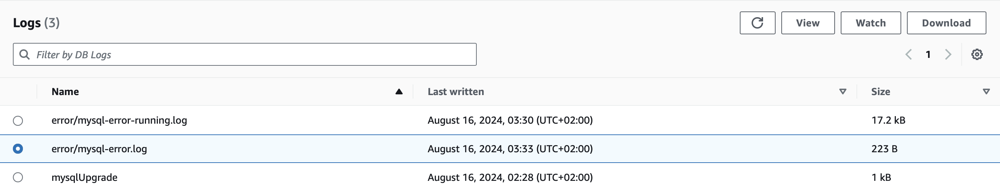 Logs (3)
View
Watch
Download
Filter by DB Logs
1
Name
Last written
Size
error/mysql-error-running.log
August 16, 2024, 03:30 (UTC+02:00)
17.2 kB
error/mysql-error.log
August 16, 2024, 03:33 (UTC+02:00)
223 B
mysqlUpgrade
August 16, 2024, 02:28 (UTC+02:00)
1 kB